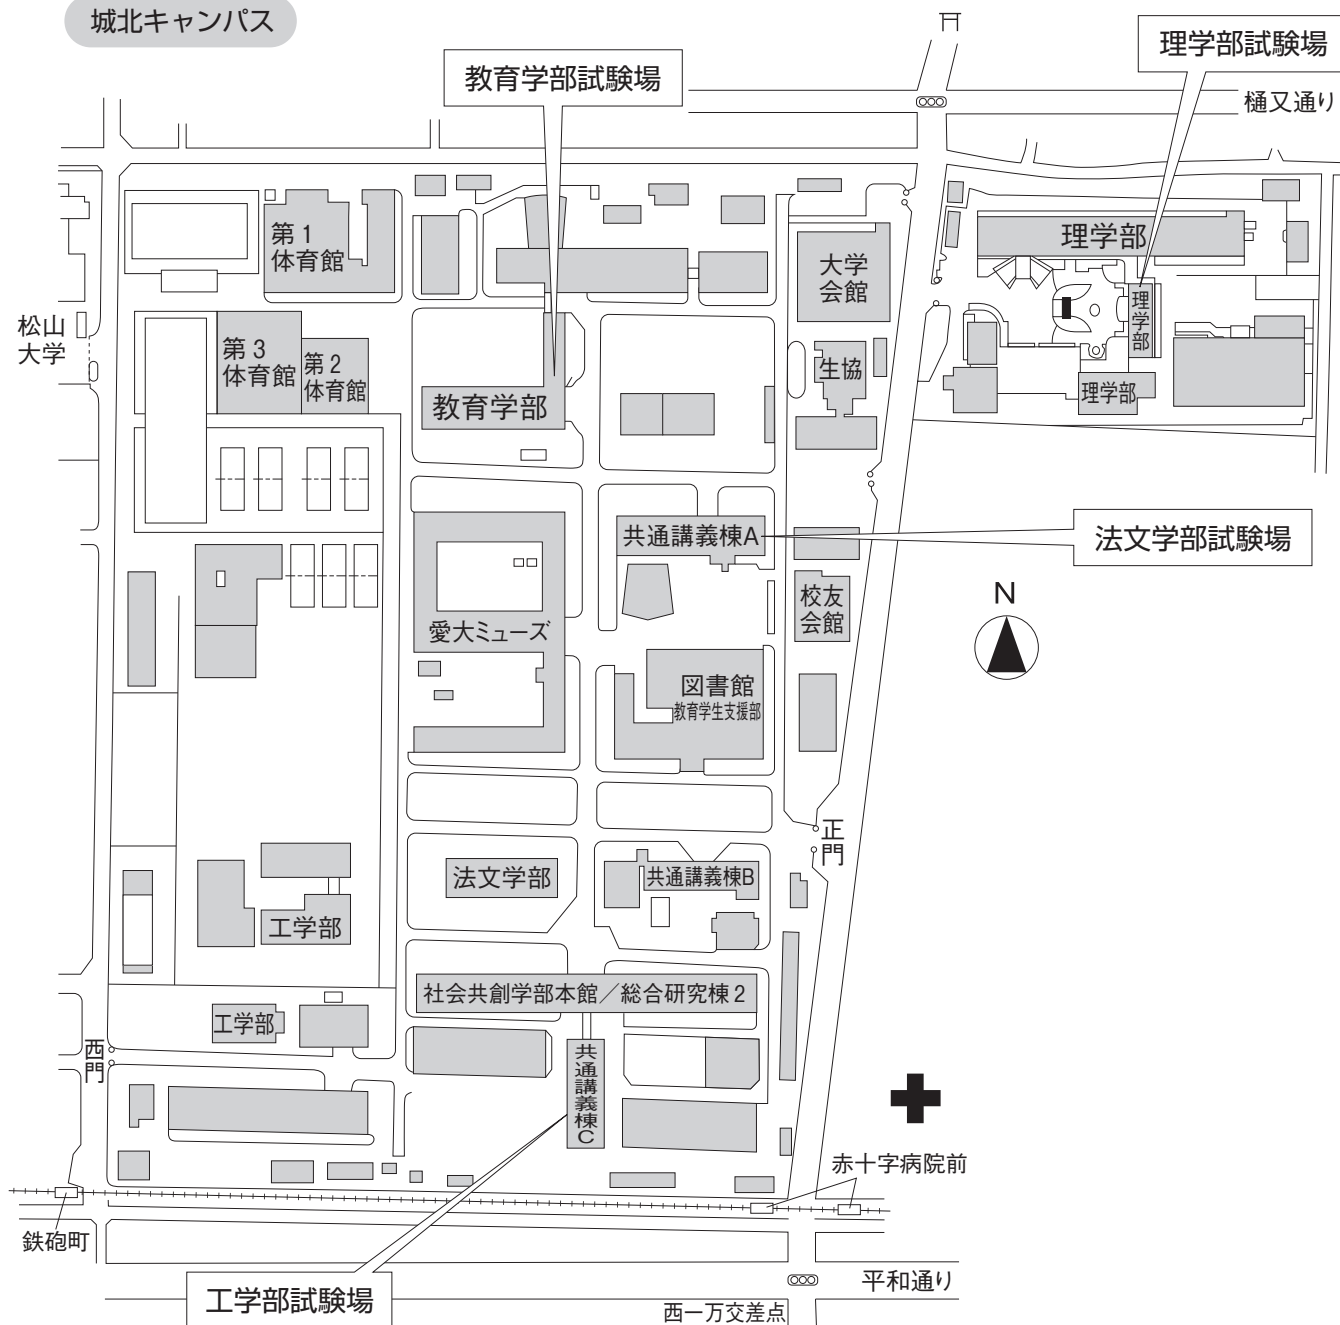 城北キャンパス
理学部試験場
教育学部試験場
樋又通り
第1
体育館
大学
会館
理学部
理学部
松山
大学
第3
体育館
第2
体育館
生協
教育学部
理学部
共通講義棟A
法文学部試験場
校友
会館
N
愛大ミューズ
図書館
教育学生支援部
正門
法文学部
共通講義棟B
工学部
社会共創学部本館／総合研究棟2
工学部
西門
共通講義棟C
赤十字病院前
鉄砲町
工学部試験場
平和通り
西一万交差点